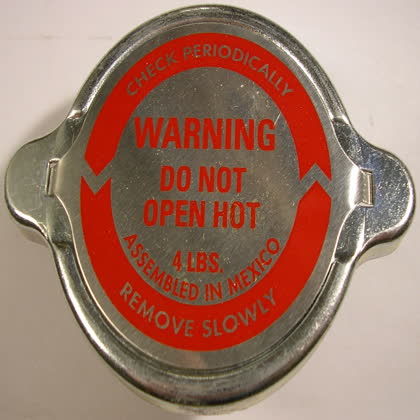 CHECK PERIODICALLY
WARNING
DO NOT
OPEN HOT
4 LBS.
ASSEMBLED IN MEXICO
REMOVE SLOWLY